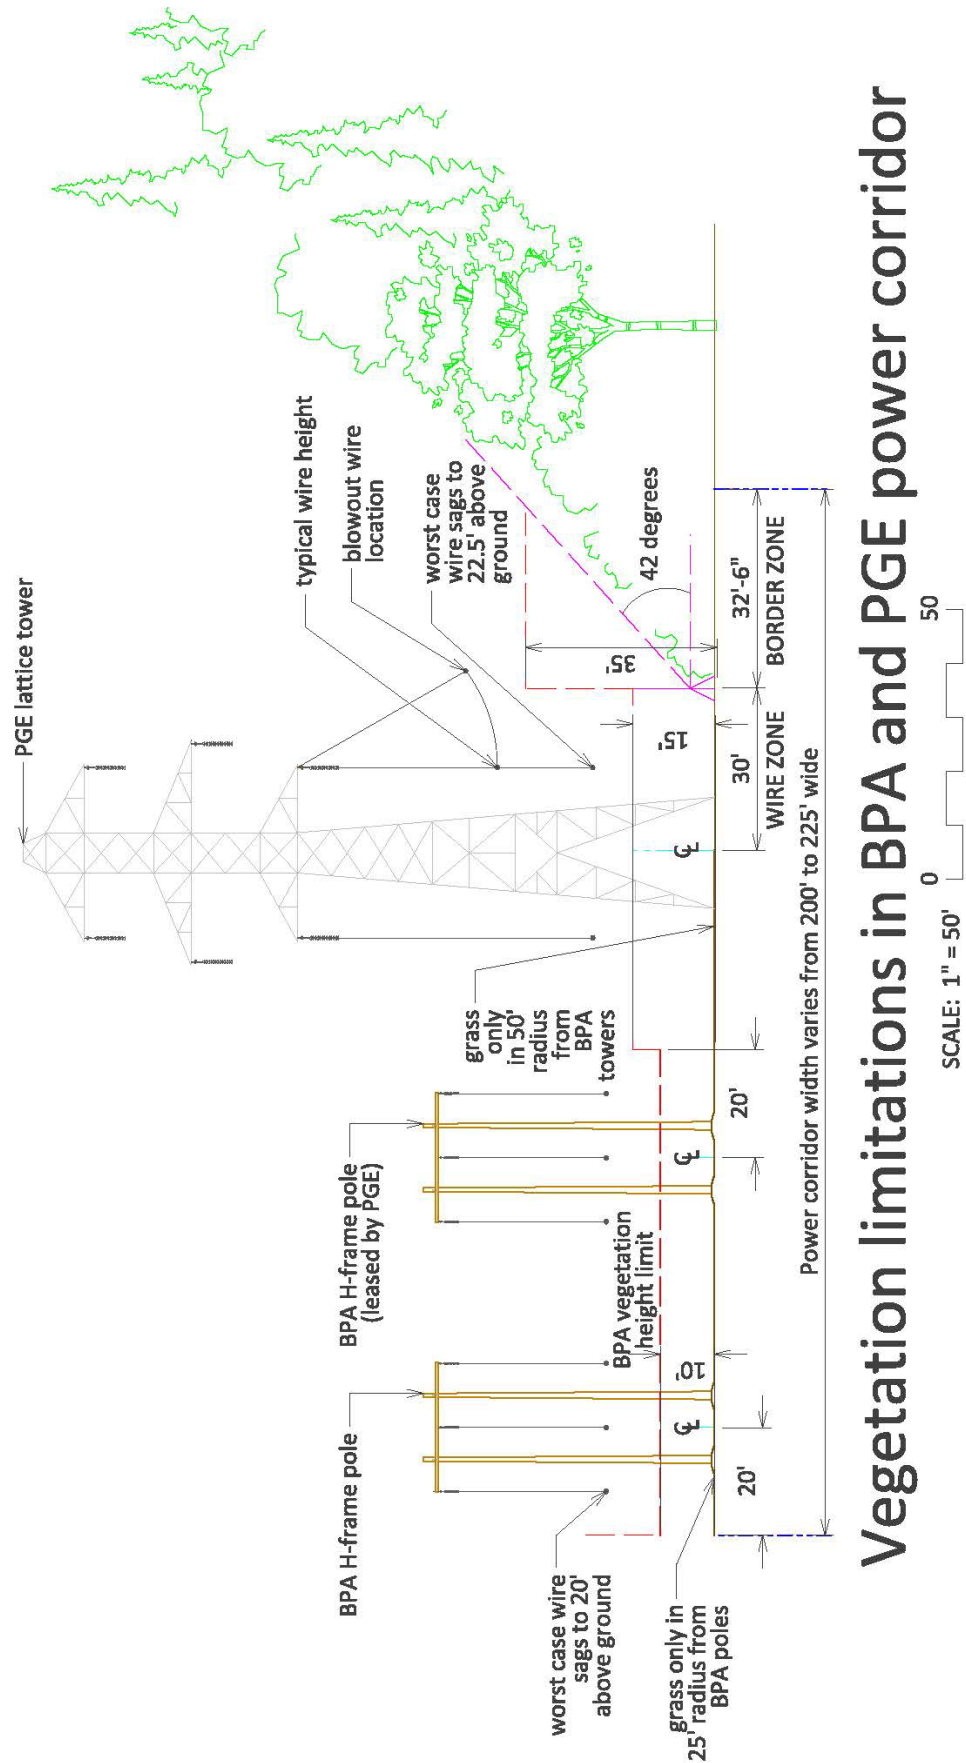 PGE lattice tower
typical wire height
blowout wire
location
worst case
wire sags to
22.5' above
ground
BPA H-frame pole
BPA H-frame pole
(leased by PGE)
worst case wire
sags to 20'
above ground
BPA vegetation
height limit
grass
only
in 50'
radius
from
BPA
towers
grass only in
25' radius from
BPA poles
10'
15'
35'
42 degrees
CL
CL
CL
20'
20'
30'
32'-6"
WIRE ZONE
BORDER ZONE
Power corridor width varies from 200' to 225' wide
Vegetation limitations in BPA and PGE power corridor
SCALE: 1" = 50'
0
50